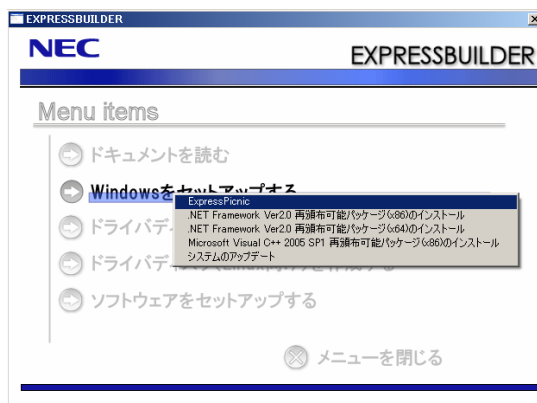 EXPRESSBUILDER
NEC
EXPRESSBUILDER
Menu items
ドキュメントを読む
Windowsをセットアップする
ExpressPicnic
.NET Framework Ver2.0 再頒布可能パッケージ(x86)のインストール
.NET Framework Ver2.0 再頒布可能パッケージ(x64)のインストール
Microsoft Visual C++ 2005 SP1 再頒布可能パッケージ(x86)のインストール
システムのアップデート
ドライバデ
ドライバデ
ソフトウェアをセットアップする
メニューを閉じる